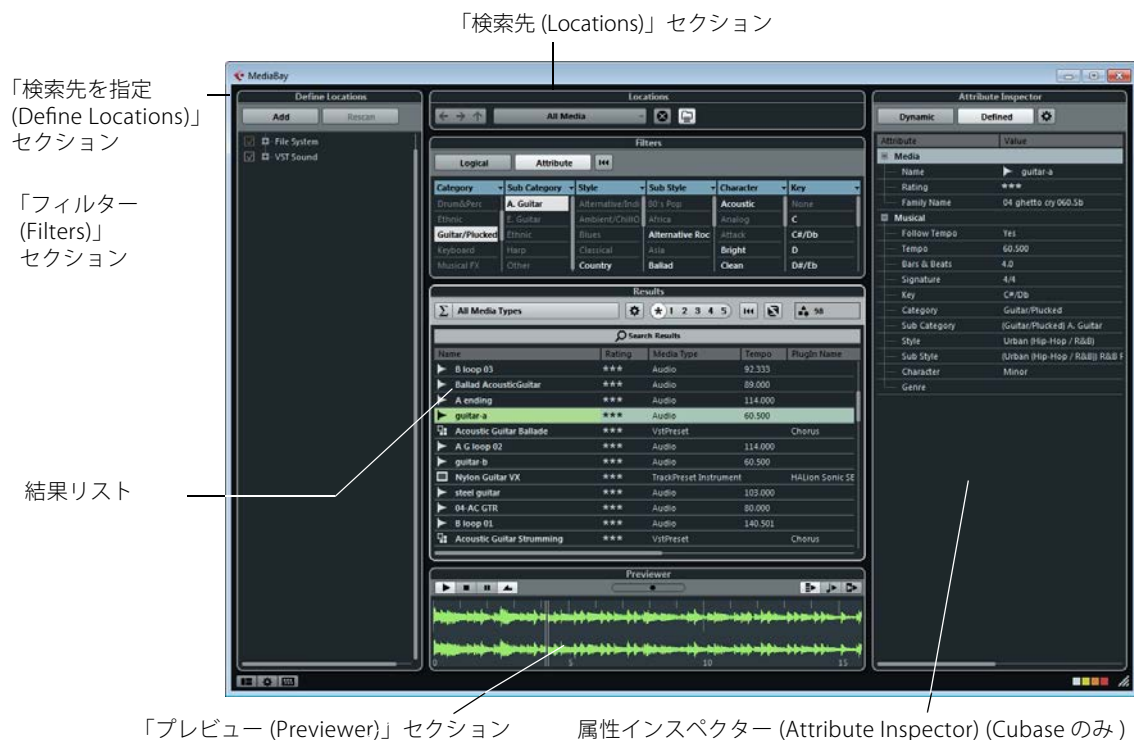 「検索先 (Locations)」セクション
「検索先を指定
(Define Locations)」
セクション
「フィルター
(Filters)」
セクション
結果リスト
MediaBay
Define Locations
Add
Rescan
File System
VST Sound
Locations
All Media
Filters
Logical
Attribute
Category
Sub Category
Style
Sub Style
Character
Key
Drum&Perc
A. Guitar
Alternative/Indi
80's Pop
Acoustic
None
Ethnic
E. Guitar
Ambient/ChillO
Africa
Analog
C
Guitar/Plucked
Ethnic
Blues
Alternative Roc
Attack
C#/Db
Keyboard
Harp
Classical
Asia
Bright
D
Musical FX
Other
Country
Ballad
Clean
D#/Eb
Results
All Media Types
1 2 3 4 5
98
Search Results
Name
Rating
Media Type
Tempo
PlugIn Name
B loop 03 *** Audio 92.333
Ballad AcousticGuitar *** Audio 89.000
A ending *** Audio 114.000
guitar-a *** Audio 60.500
Acoustic Guitar Ballade *** VstPreset Chorus
A G loop 02 *** Audio 114.000
guitar-b *** Audio 60.500
Nylon Guitar VX *** TrackPreset Instrument HALion Sonic SE
steel guitar *** Audio 103.000
04-AC GTR *** Audio 80.000
B loop 01 *** Audio 140.501
Acoustic Guitar Strumming *** VstPreset Chorus
Previewer
0 5 10 15
Attribute Inspector
Dynamic
Defined
Attribute Value
Media
Name guitar-a
Rating ***
Family Name 04 ghetto cry 060.5b
Musical
Follow Tempo Yes
Tempo 60.500
Bars & Beats 4.0
Signature 4/4
Key C#/Db
Category Guitar/Plucked
Sub Category (Guitar/Plucked) A. Guitar
Style Urban (Hip-Hop / R&B)
Sub Style (Urban (Hip-Hop / R&B)) R&B F
Character Minor
Genre
「プレビュー (Previewer)」セクション
属性インスペクター (Attribute Inspector) (Cubase のみ )